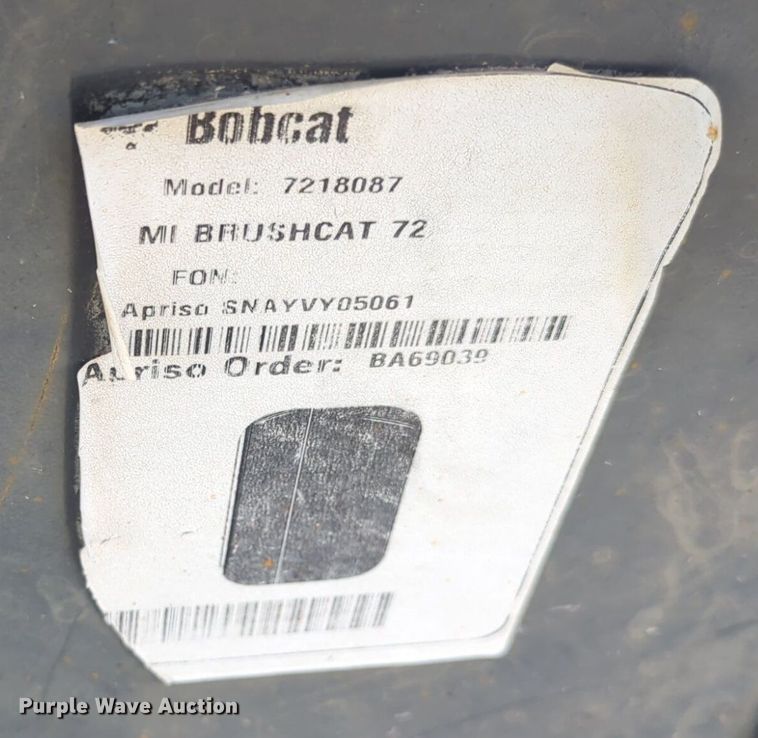 Bobcat
Model: 7218087
MI BRUSHCAT 72
FON:
Apriso SNAYVY05061
Apriso Order: BA69039
Purple Wave Auction